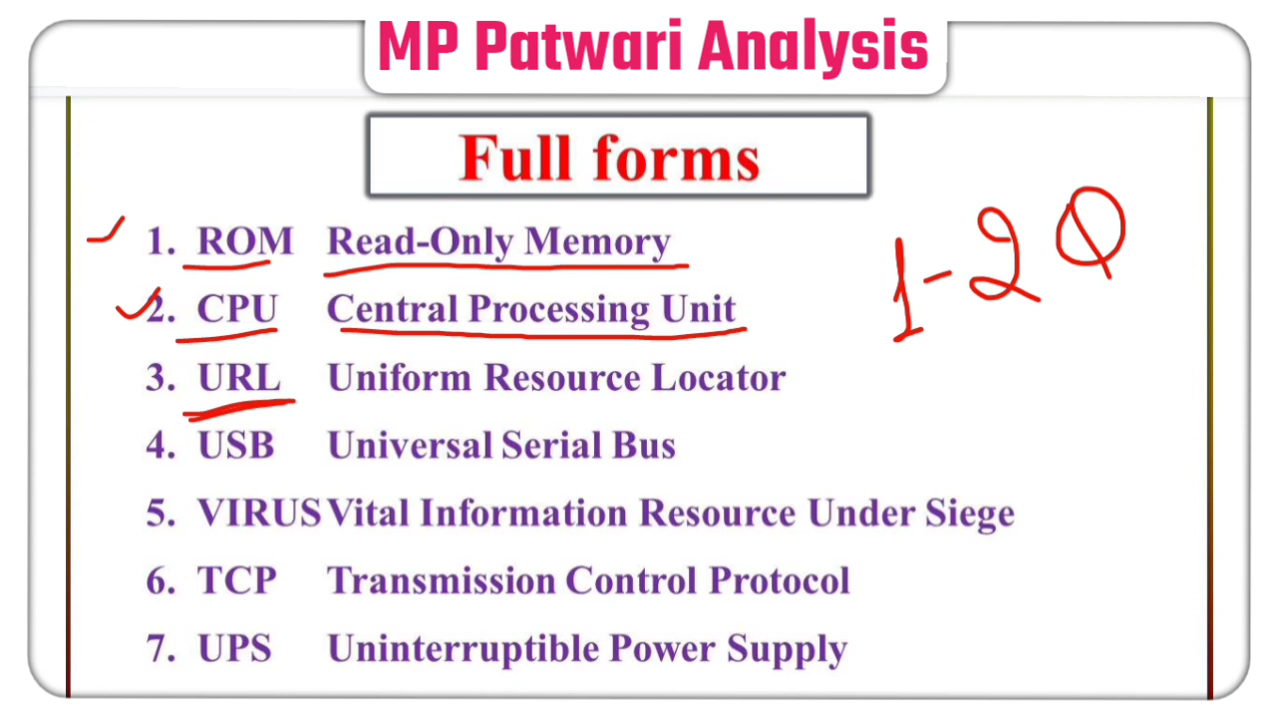 MP Patwari Analysis
Full forms
1. ROM Read-Only Memory
2. CPU Central Processing Unit
3. URL Uniform Resource Locator
4. USB Universal Serial Bus
5. VIRUS Vital Information Resource Under Siege
6. TCP Transmission Control Protocol
7. UPS Uninterruptible Power Supply
1-2 Q